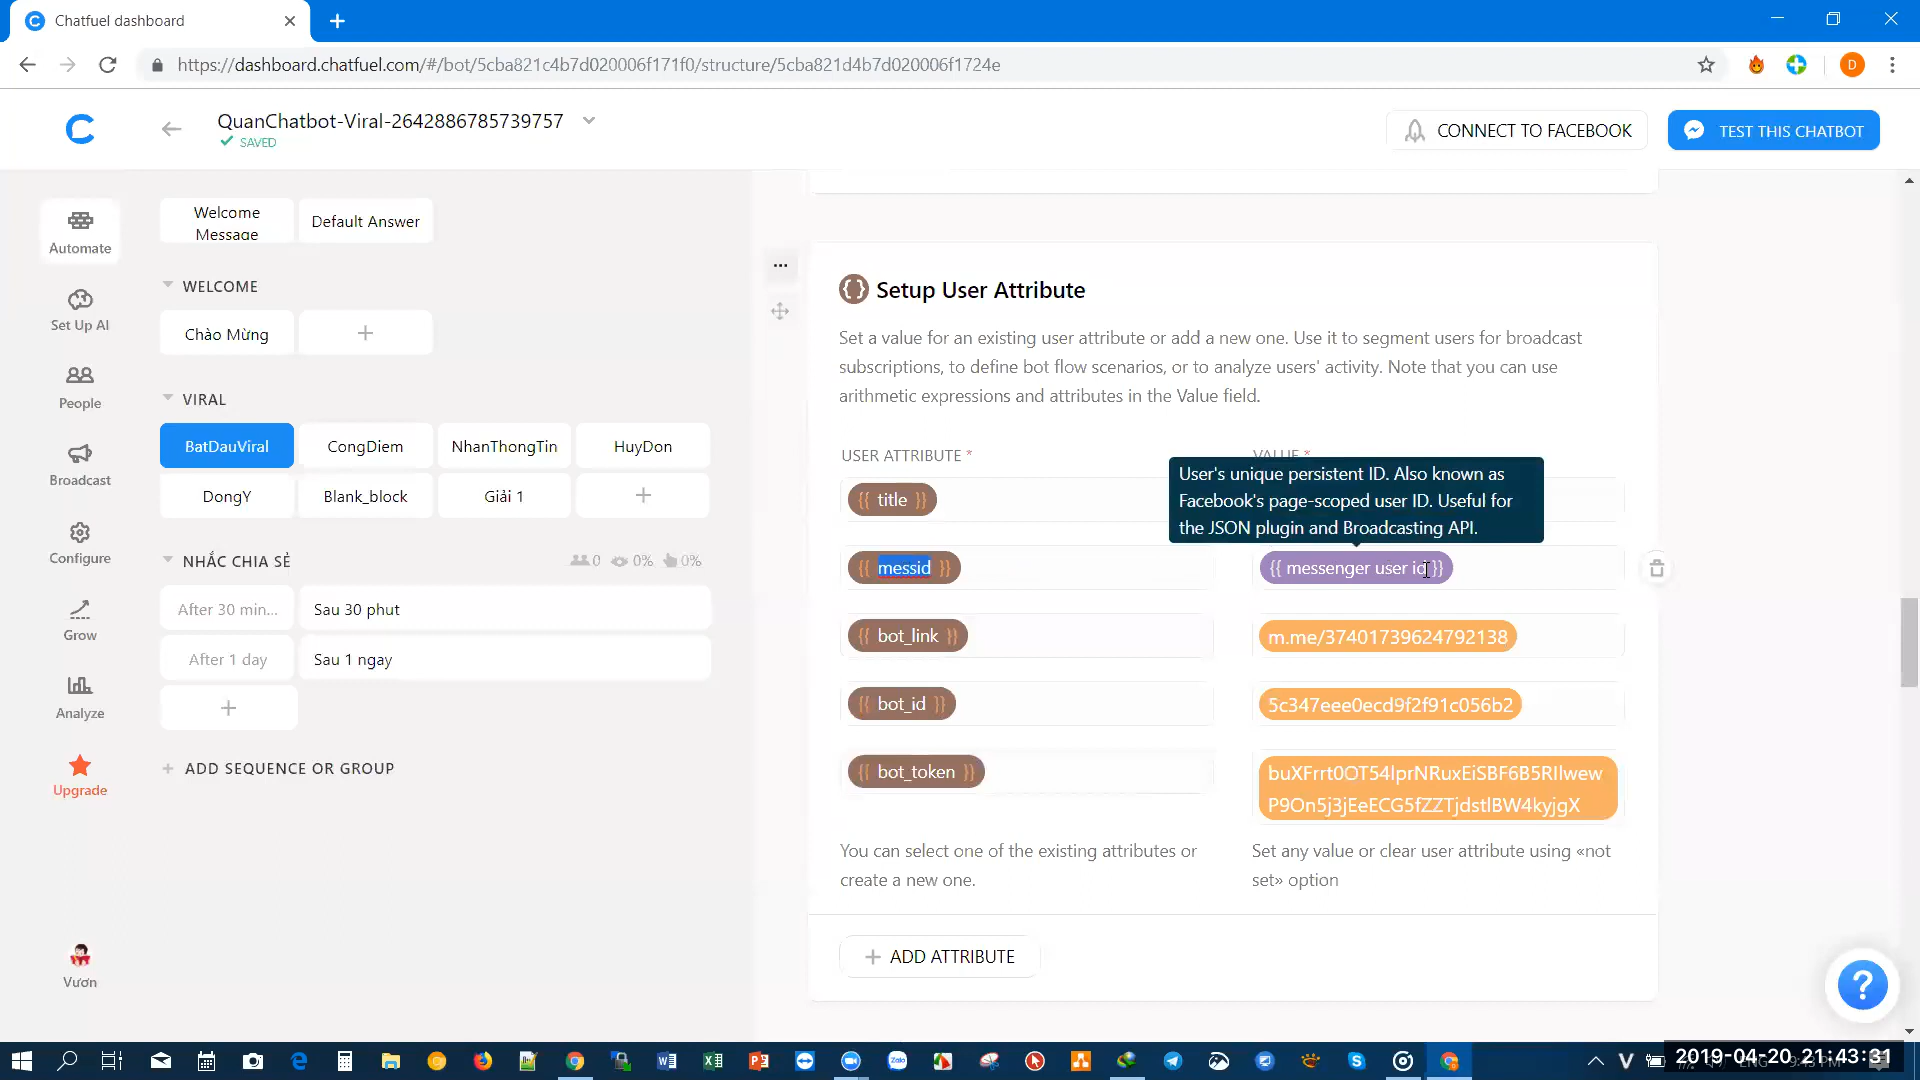 Chatfuel dashboard
https://dashboard.chatfuel.com/#/bot/5cba821c4b7d020006f171f0/structure/5cba821d4b7d020006f1724e
D
QuanChatbot-Viral-2642886785739757
SAVED
CONNECT TO FACEBOOK
TEST THIS CHATBOT
Automate
Set Up AI
People
Broadcast
Configure
Grow
Analyze
Upgrade
Vươn
Welcome
Message
Default Answer
WELCOME
Chào Mừng
VIRAL
BatDauViral
CongDiem
NhanThongTin
HuyDon
DongY
Blank_block
Giải 1
NHẮC CHIA SẺ
0
0%
0%
After 30 min...
Sau 30 phut
After 1 day
Sau 1 ngay
ADD SEQUENCE OR GROUP
{} Setup User Attribute
Set a value for an existing user attribute or add a new one. Use it to segment users for broadcast
subscriptions, to define bot flow scenarios, or to analyze users' activity. Note that you can use
arithmetic expressions and attributes in the Value field.
USER ATTRIBUTE *
VALUE *
User's unique persistent ID. Also known as
Facebook's page-scoped user ID. Useful for
the JSON plugin and Broadcasting API.
{{ title }}
{{ messid }}
{{ messenger user id }}
{{ bot_link }}
m.me/37401739624792138
{{ bot_id }}
5c347eee0ecd9f2f91c056b2
{{ bot_token }}
buXFrrt0OT54lprNRuxEiSBF6B5RIlwew
P9On5j3jEeECG5fZZTjdstlBW4kyjgX
You can select one of the existing attributes or
create a new one.
Set any value or clear user attribute using «not
set» option
ADD ATTRIBUTE
?
2019-04-20 21:43:31